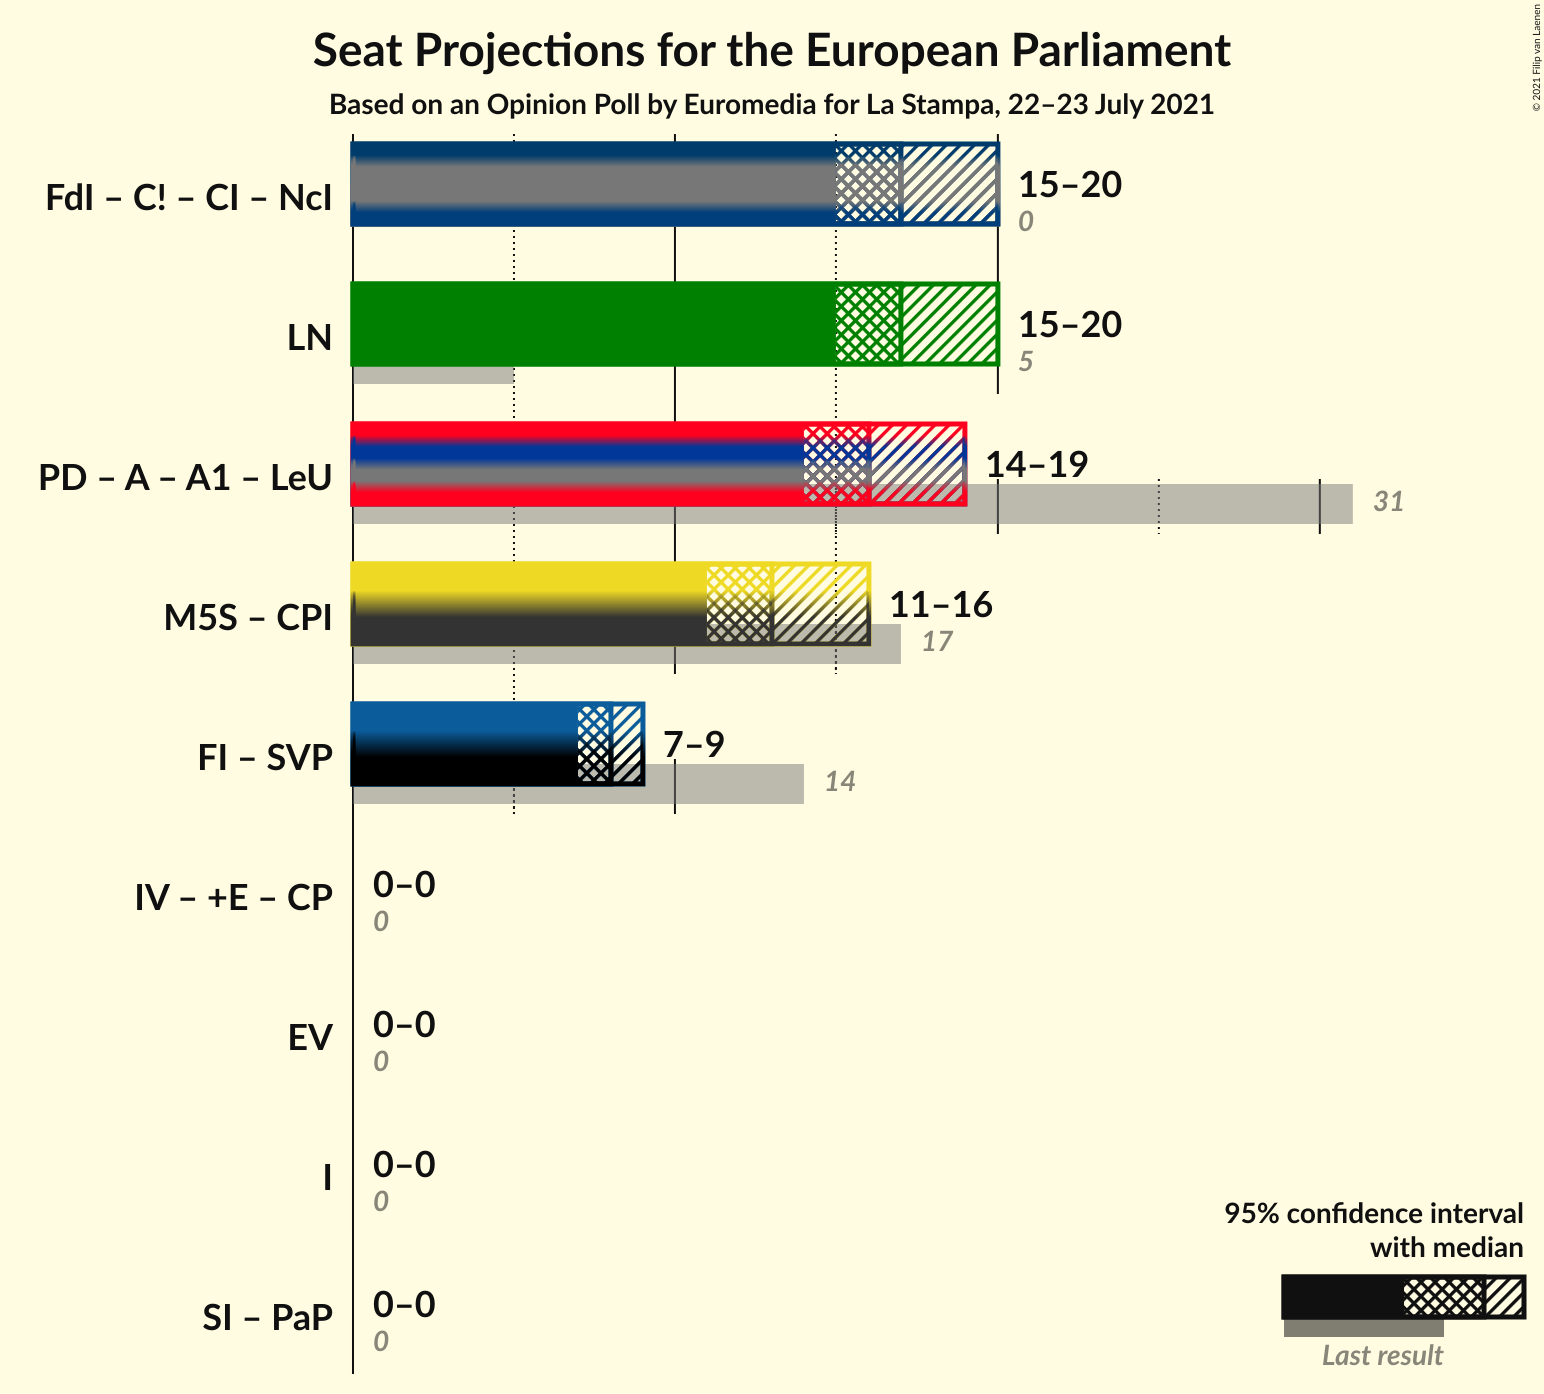 Seat Projections for the European Parliament
Based on an Opinion Poll by Euromedia for La Stampa, 22–23 July 2021
© 2021 Filip van Laenen
FdI – C! – CI – NcI
15–20
0
LN
15–20
5
PD – A – A1 – LeU
14–19
31
M5S – CPI
11–16
17
FI – SVP
7–9
14
IV – +E – CP
0–0
0
EV
0–0
0
I
0–0
0
SI – PaP
0–0
0
95% confidence interval
with median
Last result